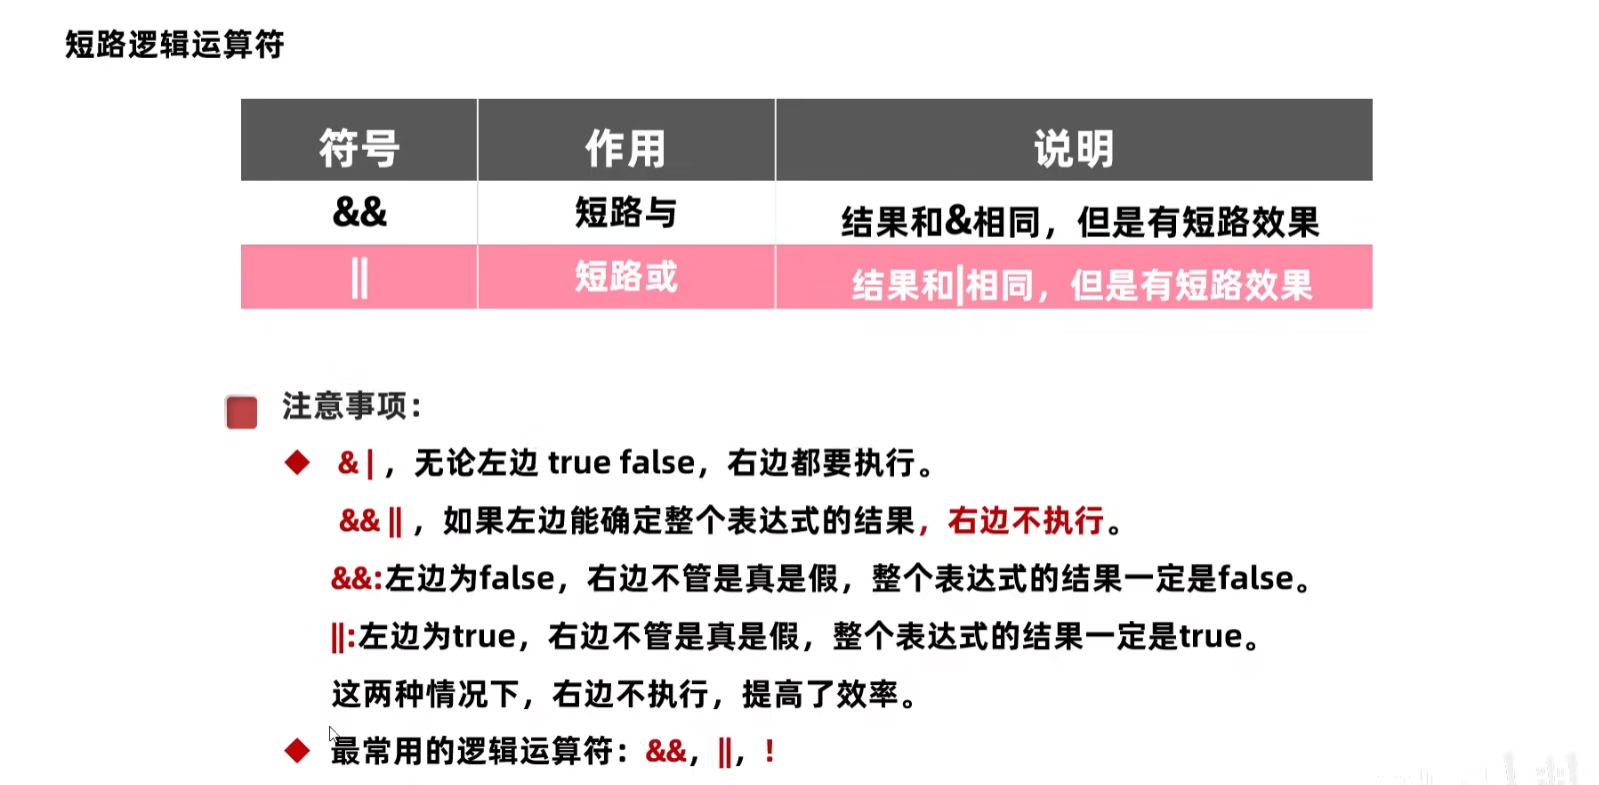 短路逻辑运算符
符号 作用 说明
&& 短路与 结果和&相同，但是有短路效果
|| 短路或 结果和|相同，但是有短路效果
注意事项：
& | ，无论左边 true false，右边都要执行。
&& || ，如果左边能确定整个表达式的结果，右边不执行。
&&:左边为false，右边不管是真是假，整个表达式的结果一定是false。
||:左边为true，右边不管是真是假，整个表达式的结果一定是true。
这两种情况下，右边不执行，提高了效率。
最常用的逻辑运算符：&&，||，!